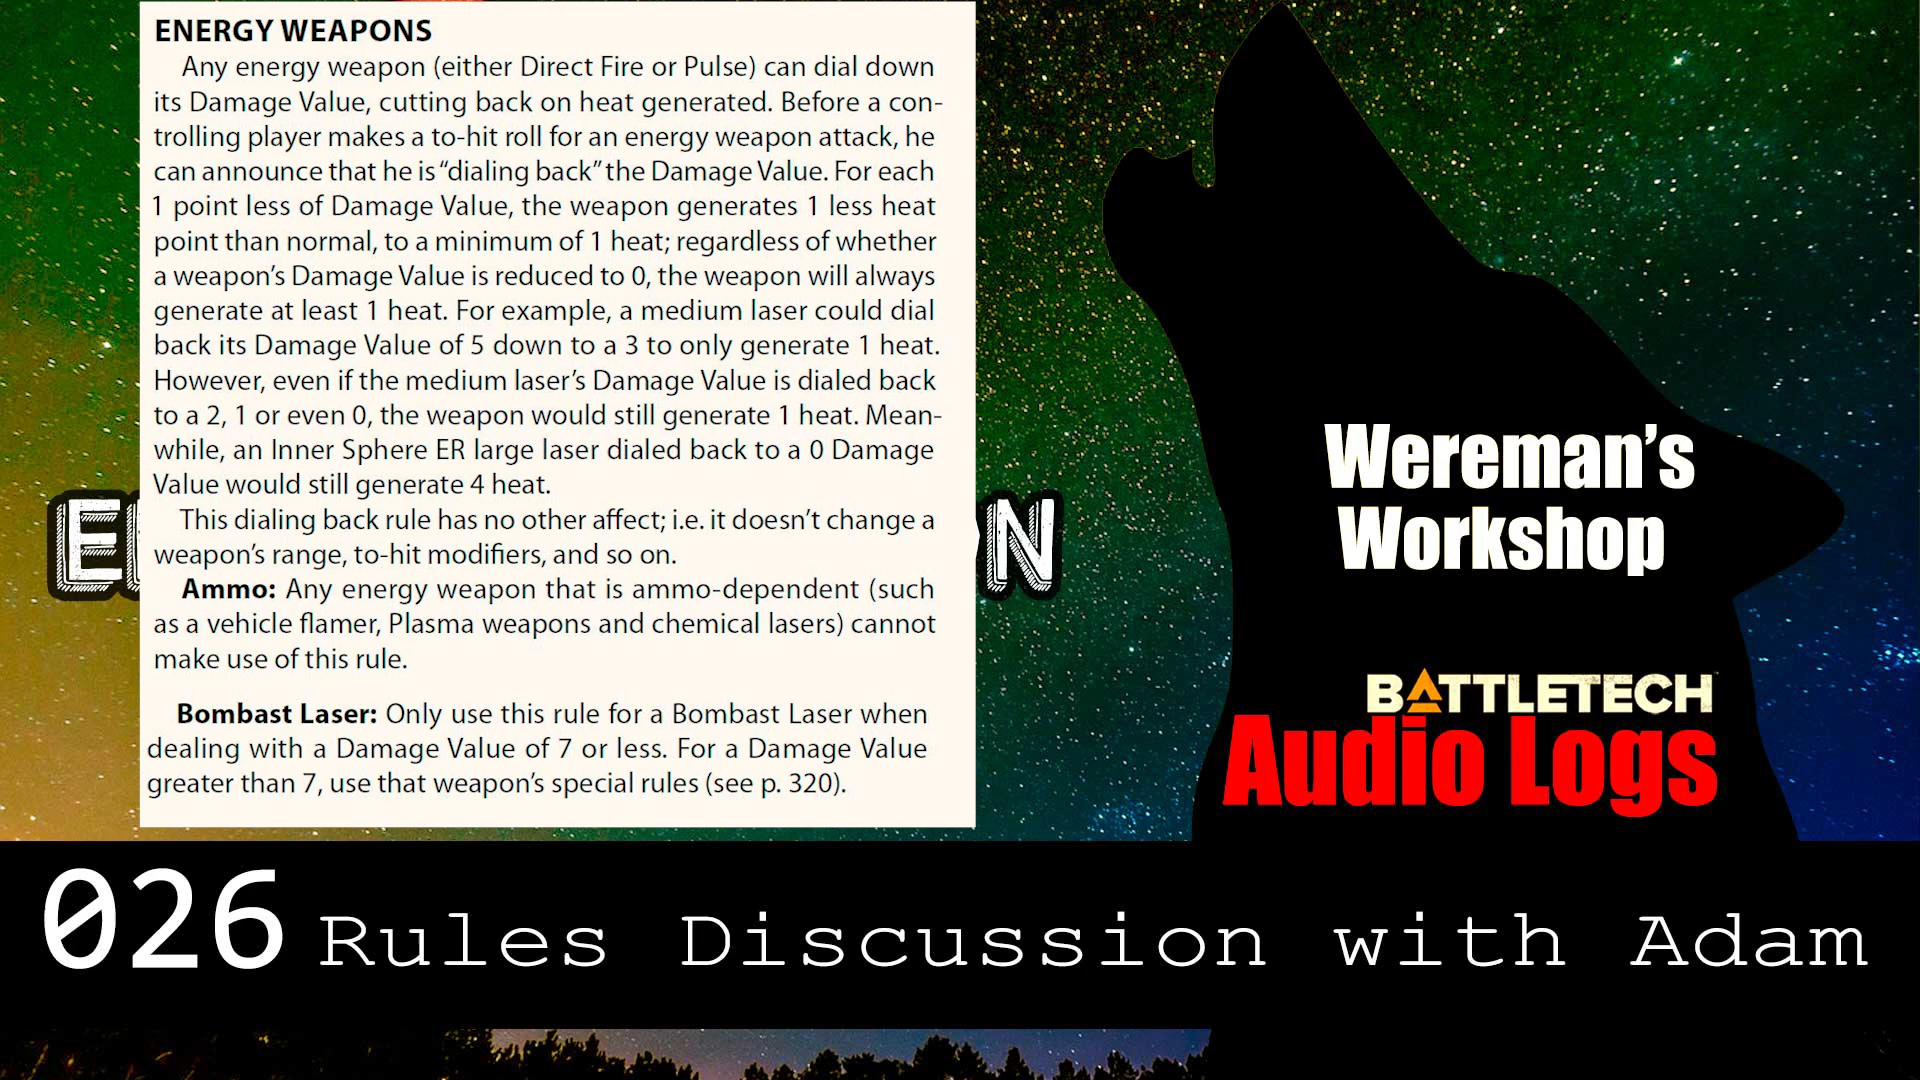 ENERGY WEAPONS
Any energy weapon (either Direct Fire or Pulse) can dial down
its Damage Value, cutting back on heat generated. Before a con-
trolling player makes a to-hit roll for an energy weapon attack, he
can announce that he is “dialing back” the Damage Value. For each
1 point less of Damage Value, the weapon generates 1 less heat
point than normal, to a minimum of 1 heat; regardless of whether
a weapon’s Damage Value is reduced to 0, the weapon will always
generate at least 1 heat. For example, a medium laser could dial
back its Damage Value of 5 down to a 3 to only generate 1 heat.
However, even if the medium laser’s Damage Value is dialed back
to a 2, 1 or even 0, the weapon would still generate 1 heat. Mean-
while, an Inner Sphere ER large laser dialed back to a 0 Damage
Value would still generate 4 heat.
This dialing back rule has no other affect; i.e. it doesn’t change a
weapon’s range, to-hit modifiers, and so on.
Ammo: Any energy weapon that is ammo-dependent (such
as a vehicle flamer, Plasma weapons and chemical lasers) cannot
make use of this rule.
Bombast Laser: Only use this rule for a Bombast Laser when
dealing with a Damage Value of 7 or less. For a Damage Value
greater than 7, use that weapon’s special rules (see p. 320).
Wereman’s
Workshop
BATTLETECH
Audio Logs
026 Rules Discussion with Adam